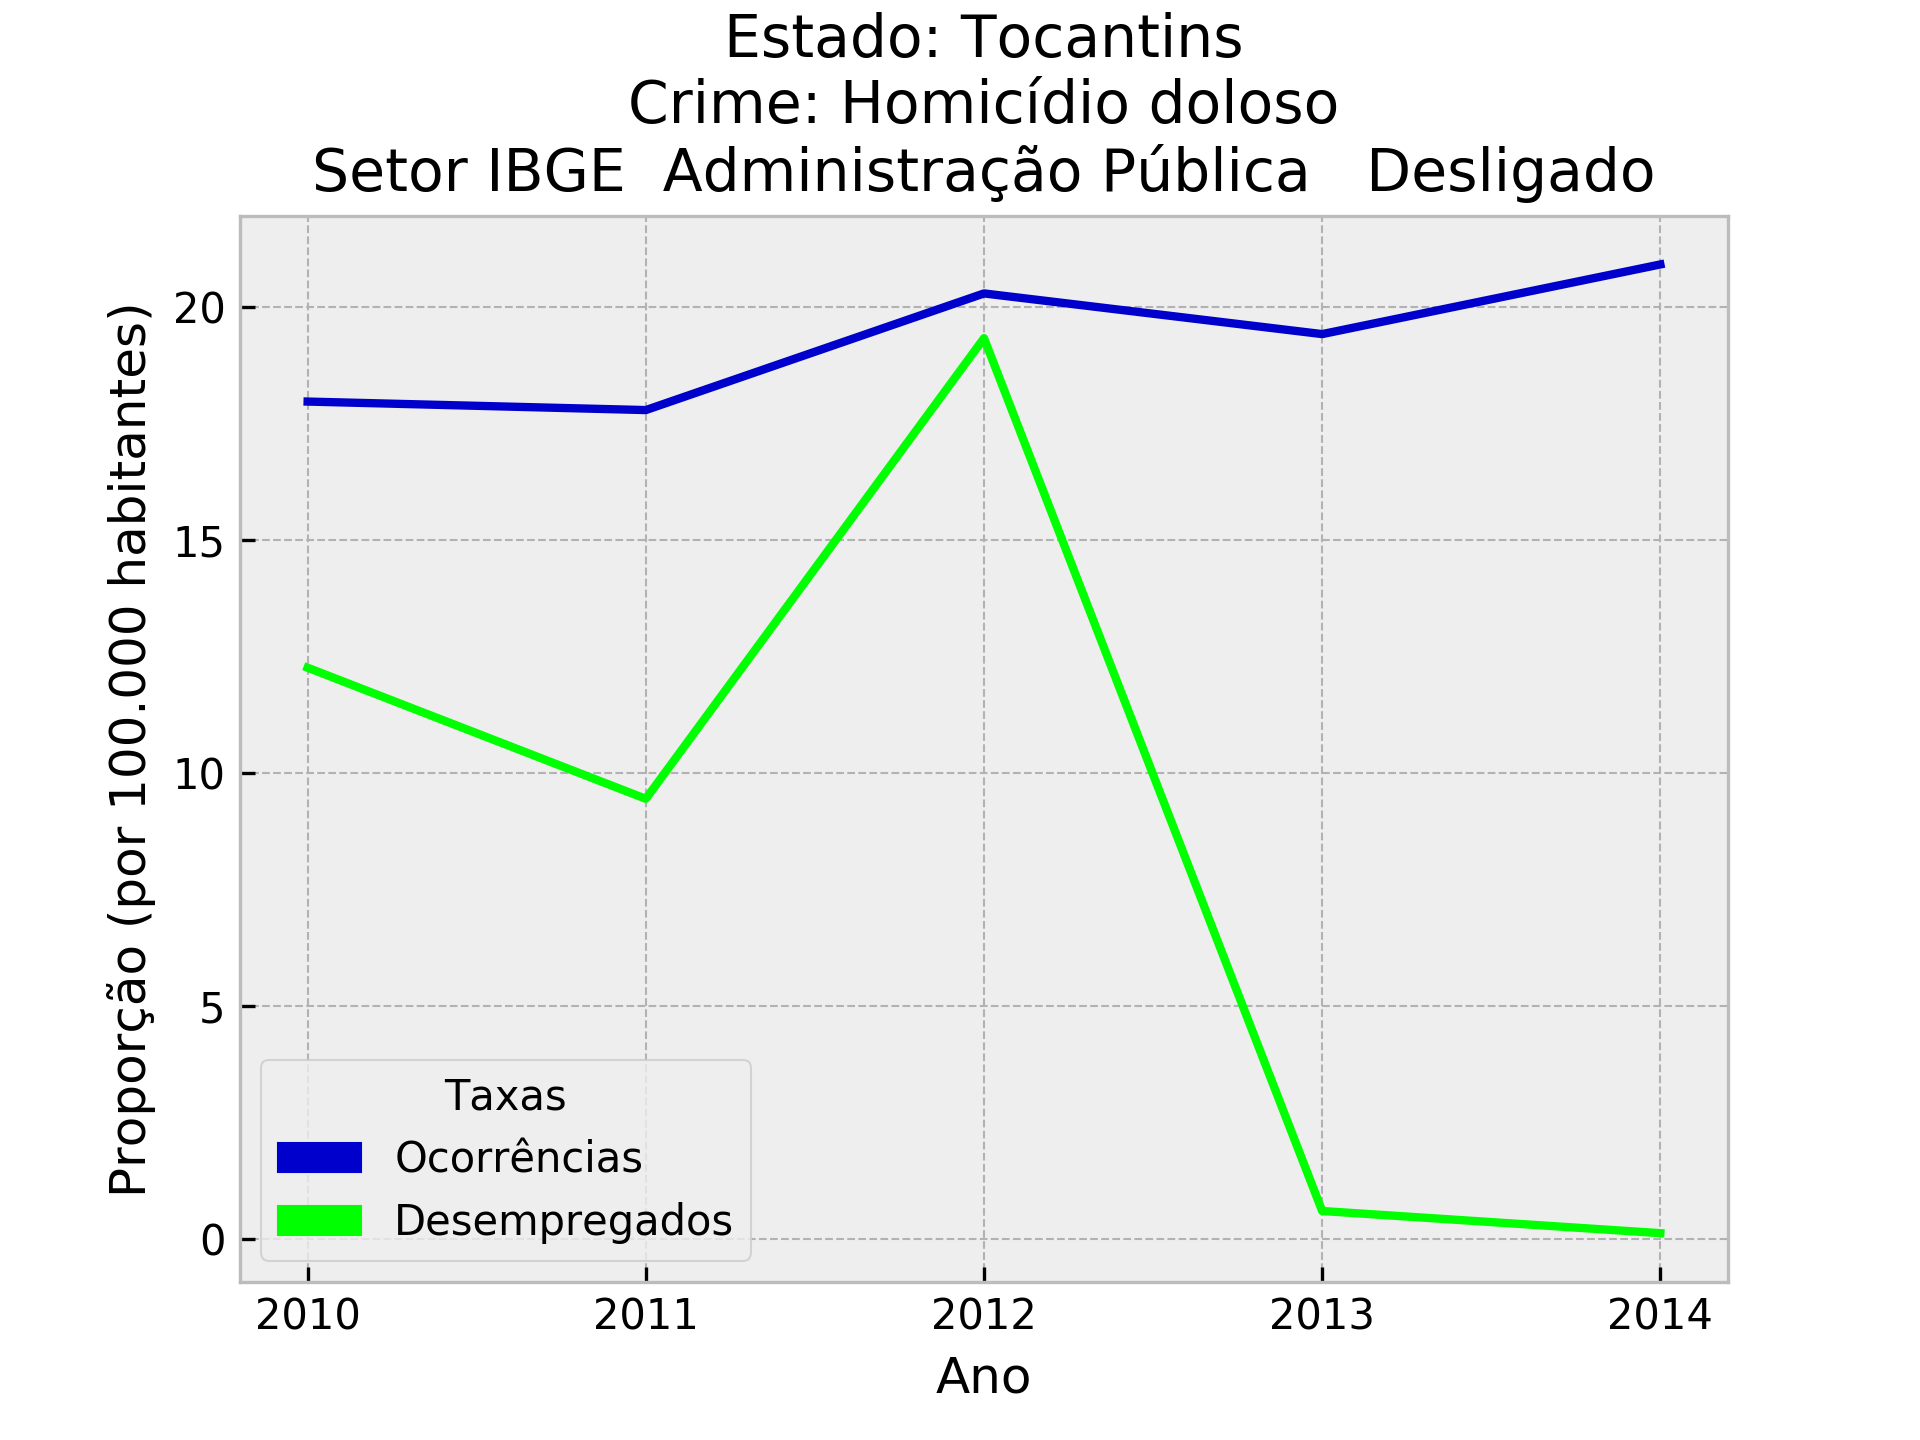 Estado: Tocantins
Crime: Homicídio doloso
Setor IBGE  Administração Pública   Desligado
Proporção (por 100.000 habitantes)
20
15
10
5
0
Taxas
Ocorrências
Desempregados
2010 2011 2012 2013 2014
Ano